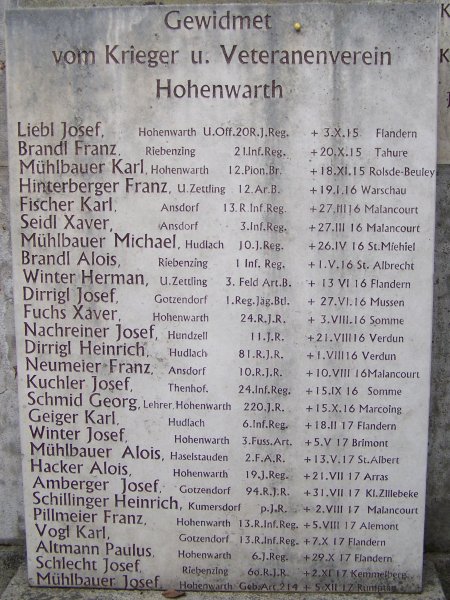 Gewidmet
vom Krieger u. Veteranenverein
Hohenwarth
Liebl Josef, Hohenwarth U.Off.20R.J.Reg. + 3.X.15 Flandern
Brandl Franz, Riebenzing 21.Inf.Reg. +20.X.15 Tahure
Mühlbauer Karl, Hohenwarth 12.Pion.Br. +18.XI.15 Rolsde-Beuley
Hinterberger Franz, U.Zettling 12.Ar.B. +19.I.16 Warschau
Fischer Karl, Ansdorf 13.R.Inf.Reg. +27.III16 Malancourt
Seidl Xaver, Ansdorf 3.Inf.Reg. +27.III 16 Malancourt
Mühlbauer Michael, Hudlach 10.J.Reg. +26.IV 16 St.Miehiel
Brandl Alois, Riebenzing 1 Inf. Reg. +1.V.16 St.Albrecht
Winter Herman, U.Zettling 3. Feld Art.B. + 13 VI 16 Flandern
Dirrigl Josef, Gotzendorf 1.Reg.Jäg.Btl. + 27.VI.16 Mussen
Fuchs Xaver, Hohenwarth 24.R.J.R. + 3.VIII.16 Somme
Nachreiner Josef, Hundzell 11.J.R. +21.VIII16 Verdun
Dirrigl Heinrich, Hudlach 81.R.J.R. +1.VIII16 Verdun
Neumeier Franz, Ansdorf 10.R.J.R. +10.VIII 16Malancourt
Kuchler Josef, Thenhof. 24.Inf.Reg. +15.IX 16 Somme
Schmid Georg, Lehrer, Hohenwarth 220.J.R. +15.X.16 Marcoing
Geiger Karl, Hudlach 6.Inf.Reg. +18.II 17 Flandern
Winter Josef, Hohenwarth 3.Fuss.Art. +5.V 17 Brimont
Mühlbauer Alois, Haselstauden 2.F.A.R. +13.V.17 St.Albert
Hacker Alois, Hohenwarth 19.J.Reg. +21.VII 17 Arras
Amberger Josef, Gotzendorf 94.R.J.R. +31.VII 17 Kl.Zillebeke
Schillinger Heinrich, Kumersdorf p.J.R. + 2.VIII 17 Malancourt
Pillmeier Franz, Hohenwarth 13.R.Inf.Reg. +5.VIII 17 Alemont
Vogl Karl, Gotzendorf 13.R.Inf.Reg. +7.X 17 Flandern
Altmann Paulus, Hohenwarth 6.J.Reg. +29.X 17 Flandern
Schlecht Josef, Riebenzing 60.R.J.R. + 2.XI 17 Kemmelberg
Mühlbauer Josef, Hohenwarth Geb.Art.214 + 5.XII 17